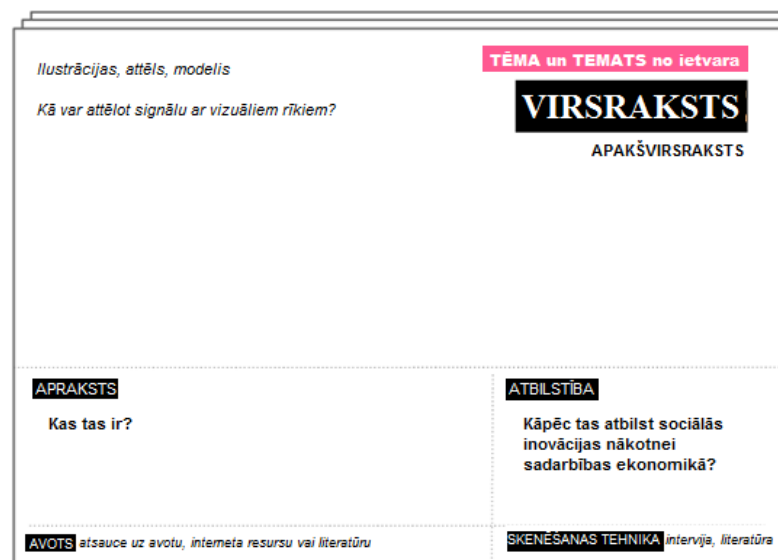 Ilustrācijas, attēls, modelis
Kā var attēlot signālu ar vizuāliem rīkiem?
TĒMA un TEMATS no ietvara
VIRSRAKSTS
APAKŠVIRSRAKSTS
APRAKSTS
Kas tas ir?
ATBILSTĪBA
Kāpēc tas atbilst sociālās
inovācijas nākotnei
sadarbības ekonomikā?
AVOTS atsauce uz avotu, interneta resursu vai literatūru
SKENĒŠANAS TEHNIKA intervija, literatūra